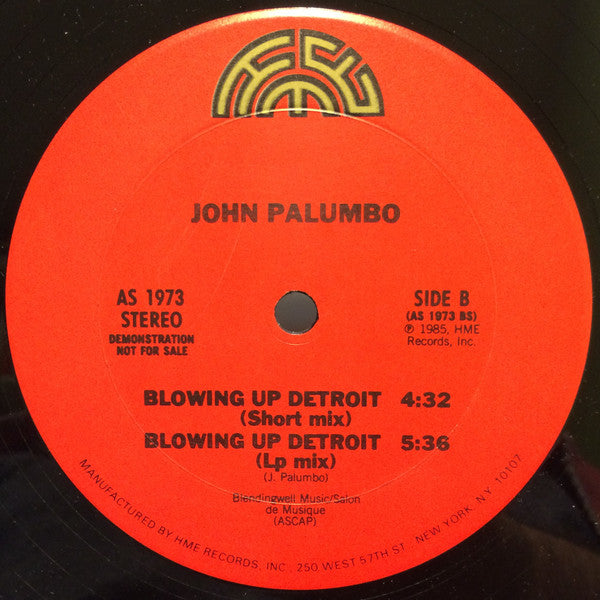 HME
JOHN PALUMBO
AS 1973
STEREO
DEMONSTRATION
NOT FOR SALE
SIDE B
(AS 1973 BS)
℗ 1985, HME
Records, Inc.
BLOWING UP DETROIT 4:32
(Short mix)
BLOWING UP DETROIT 5:36
(Lp mix)
(J. Palumbo)
Blendingwell Music/Salon
de Musique
(ASCAP)
MANUFACTURED BY HME RECORDS, INC., 250 WEST 57TH ST., NEW YORK, N.Y. 10107